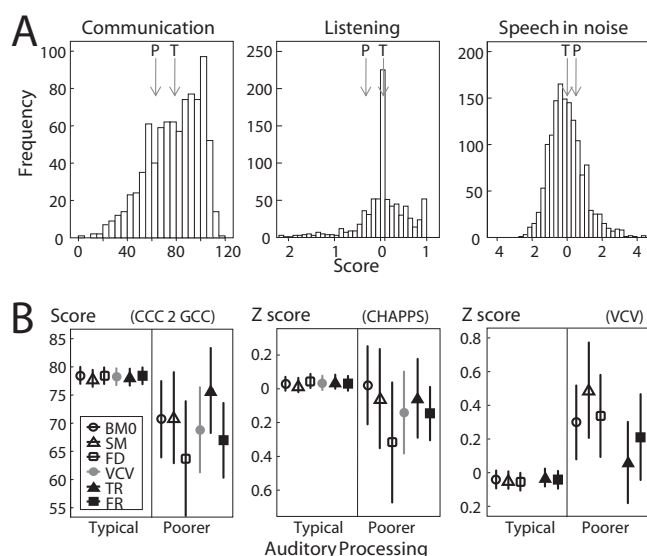 A
Communication Listening Speech in noise
P T P T T P
Frequency
100 80 60 40 20 0
250 200 150 100 50 0
200 150 100 50 0
0 40 80 120
2 1 0 1
4 2 0 2 4
Score
B
Score (CCC 2 GCC) Z score (CHAPPS) Z score (VCV)
85 80 75 70 65 60 55
0.2 0 0.2 0.4 0.6
0.8 0.6 0.4 0.2 0
BM0
SM
FD
VCV
TR
FR
Typical Poorer Typical Poorer Typical Poorer
Auditory Processing